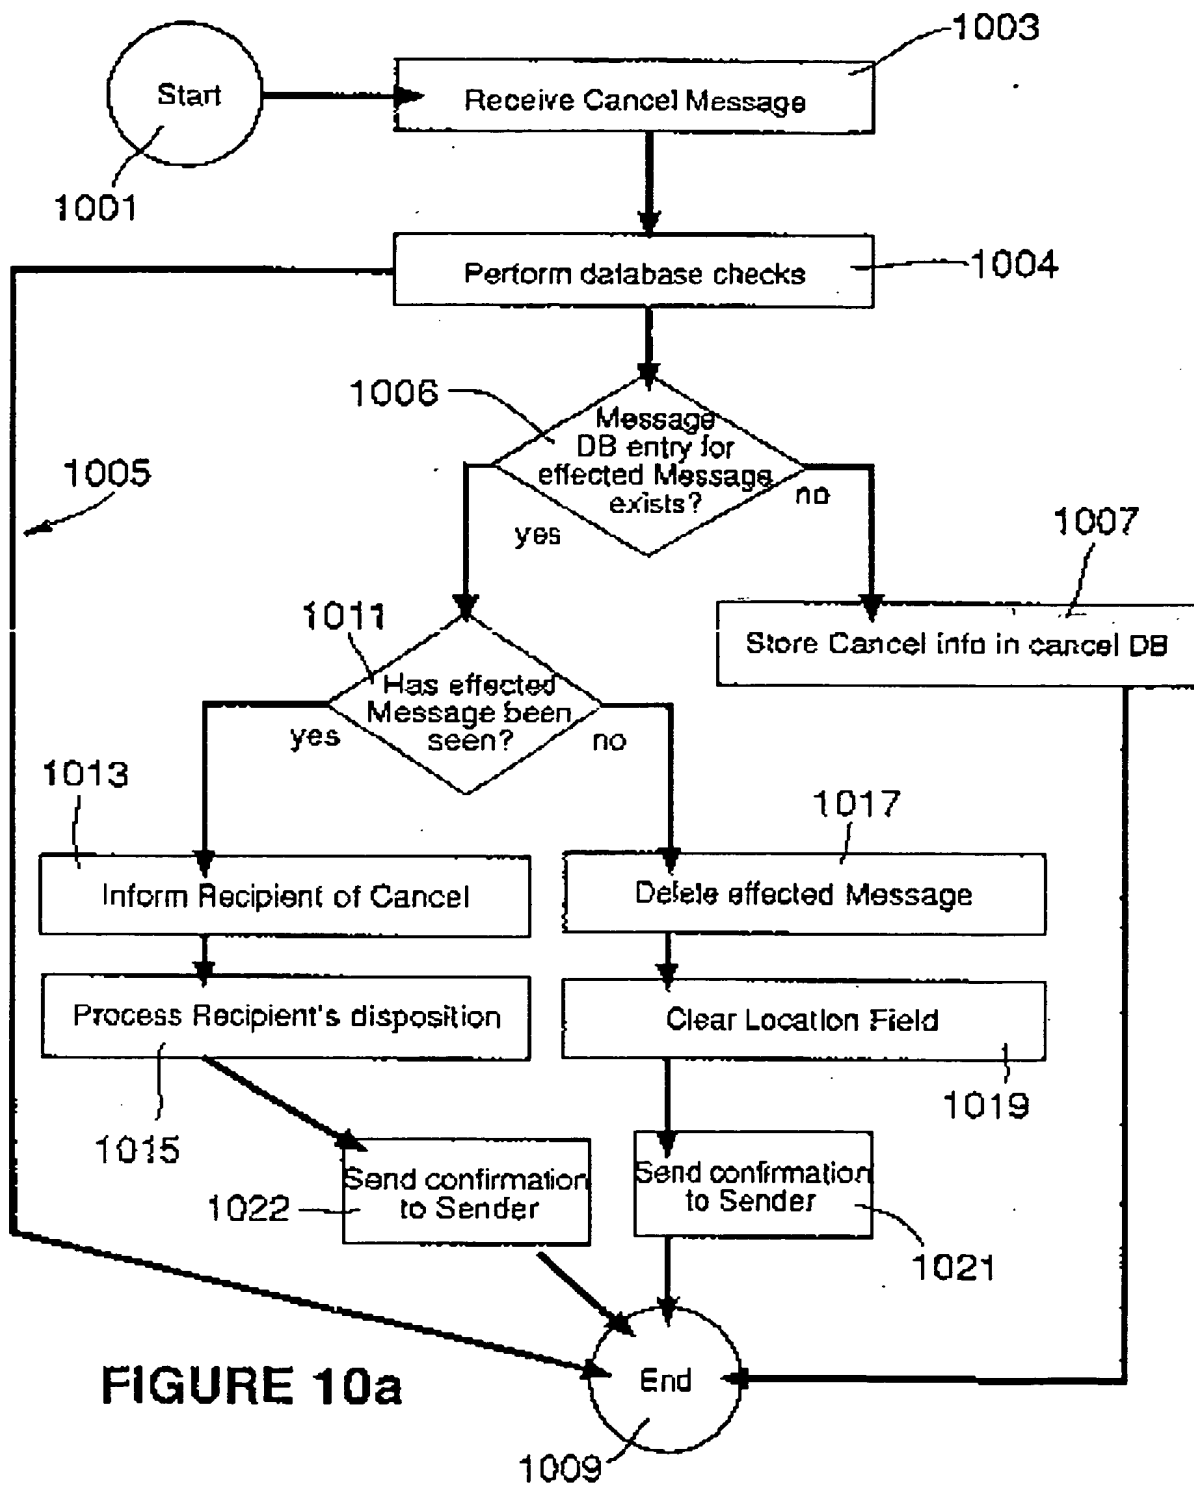 1003
Start
Receive Cancel Message
1001
Perform database checks
1004
1006
Message
DB entry for
effected Message
exists?
no
yes
1005
1007
1011
Store Cancel info in cancel DB
Has effected
Message been
seen?
yes
no
1013
1017
Inform Recipient of Cancel
Delete effected Message
Process Recipient's disposition
Clear Location Field
1015
1019
Send confirmation
to Sender
1022
Send confirmation
to Sender
1021
End
FIGURE 10a
1009